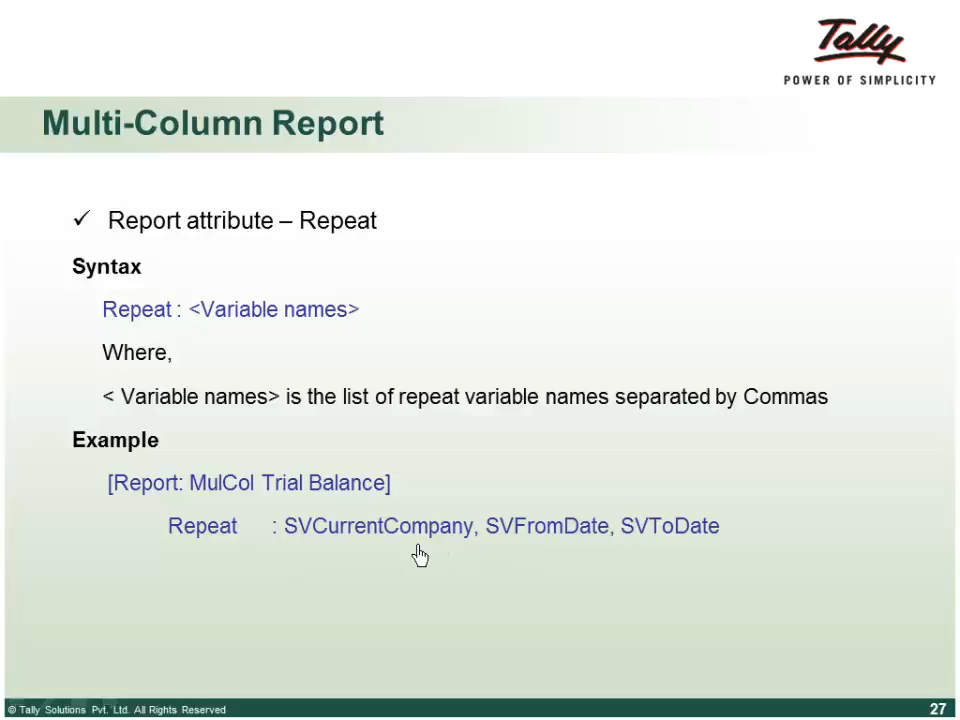 Tally
POWER OF SIMPLICITY
Multi-Column Report
✓ Report attribute – Repeat
Syntax
Repeat : <Variable names>
Where,
< Variable names> is the list of repeat variable names separated by Commas
Example
[Report: MulCol Trial Balance]
Repeat : SVCurrentCompany, SVFromDate, SVToDate
© Tally Solutions Pvt. Ltd. All Rights Reserved
27